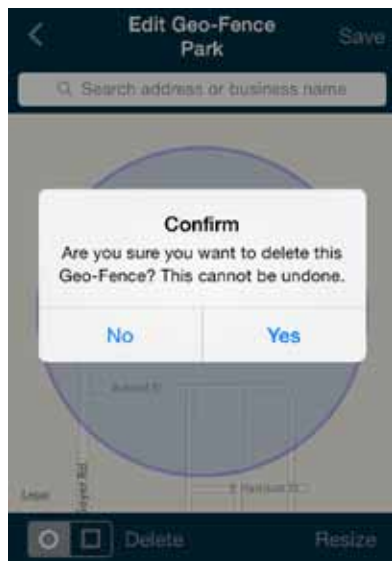 Edit Geo-Fence
Park
Save
Search address or business name
Confirm
Are you sure you want to delete this
Geo-Fence? This cannot be undone.
No
Yes
Legal
Delete
Resize